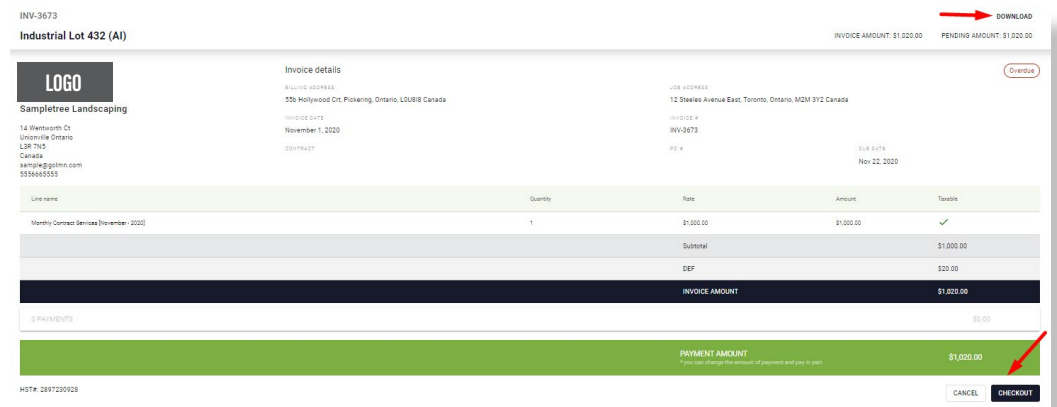 INV-3673
DOWNLOAD
Industrial Lot 432 (AI)
INVOICE AMOUNT: $1,020.00 PENDING AMOUNT: $1,020.00
LOGO
Sampletree Landscaping
14 Wentworth Ct
Unionville Ontario
L3R 7N5
Canada
sample@golmn.com
5556665555
Invoice details
Overdue
BILLING ADDRESS
55b Hollywood Crt, Pickering, Ontario, L0U8I8 Canada
JOB ADDRESS
12 Steeles Avenue East, Toronto, Ontario, M2M 3Y2 Canada
INVOICE DATE
November 1, 2020
INVOICE #
INV-3673
CONTRACT
PO #
DUE DATE
Nov 22, 2020
Line name Quantity Rate Amount Taxable
Monthly Contract Services [November - 2020] 1 $1,000.00 $1,000.00
Subtotal $1,000.00
DEF $20.00
INVOICE AMOUNT $1,020.00
0 PAYMENTS $0.00
PAYMENT AMOUNT $1,020.00
* you can change the amount of payment and pay in part
HST#: 2897230928
CANCEL CHECKOUT